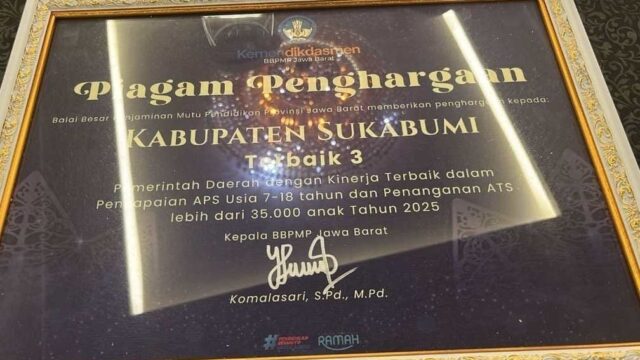 Kemendikdasmen
BBPMP Jawa Barat
Piagam Penghargaan
Balai Besar Penjaminan Mutu Pendidikan Provinsi Jawa Barat memberikan penghargaan kepada:
KABUPATEN SUKABUMI
Terbaik 3
Pemerintah Daerah dengan Kinerja Terbaik dalam
Pencapaian APS Usia 7-18 tahun dan Penanganan ATS
lebih dari 35.000 anak Tahun 2025
Kepala BBPMP Jawa Barat
Komalasari, S.Pd., M.Pd.
RAMAH